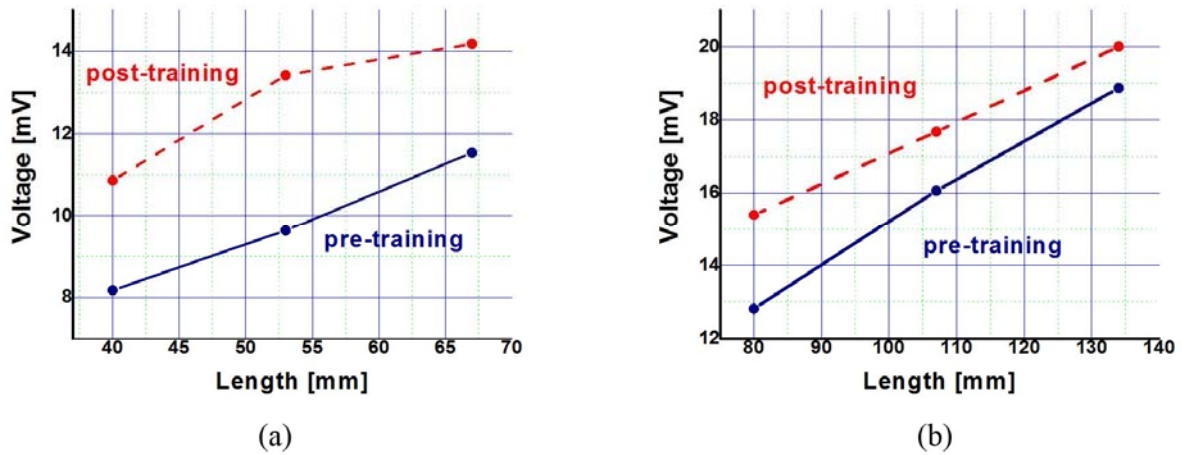 14
12
10
8
Voltage [mV]
post-training
pre-training
40 45 50 55 60 65 70
Length [mm]
(a)
20
18
16
14
12
Voltage [mV]
post-training
pre-training
80 90 100 110 120 130 140
Length [mm]
(b)